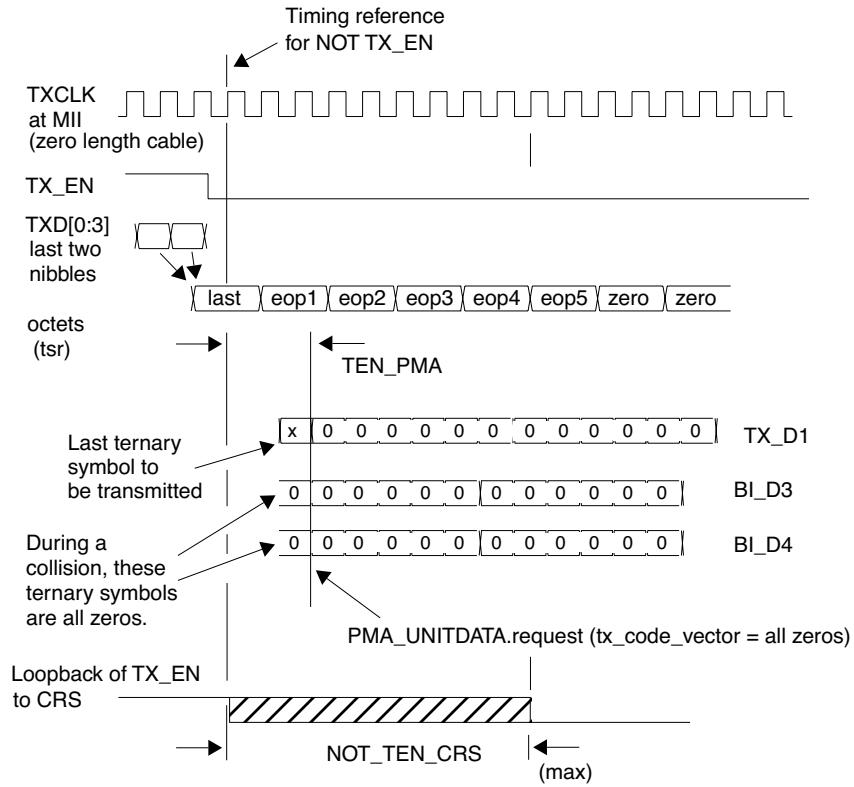 Timing reference
for NOT TX_EN
TXCLK
at MII
(zero length cable)
TX_EN
TXD[0:3]
last two
nibbles
last eop1 eop2 eop3 eop4 eop5 zero zero
octets
(tsr)
TEN_PMA
x 0 0 0 0 0 0 0 0 0 0 0 0 TX_D1
Last ternary
symbol to
be transmitted
0 0 0 0 0 0 0 0 0 0 0 0 BI_D3
0 0 0 0 0 0 0 0 0 0 0 0 BI_D4
During a
collision, these
ternary symbols
are all zeros.
PMA_UNITDATA.request (tx_code_vector = all zeros)
Loopback of TX_EN
to CRS
NOT_TEN_CRS
(max)